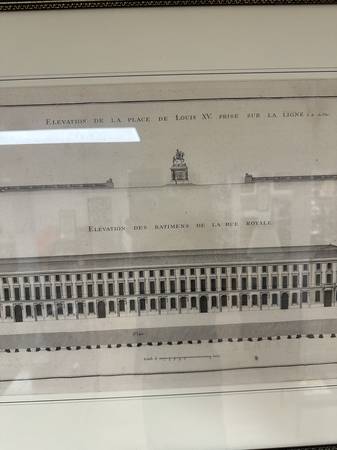 ELEVATION DE LA PLACE DE LOUIS XV. PRISE SUR LA LIGNE
ELEVATION DES BATIMENS DE LA RUE ROYALE.